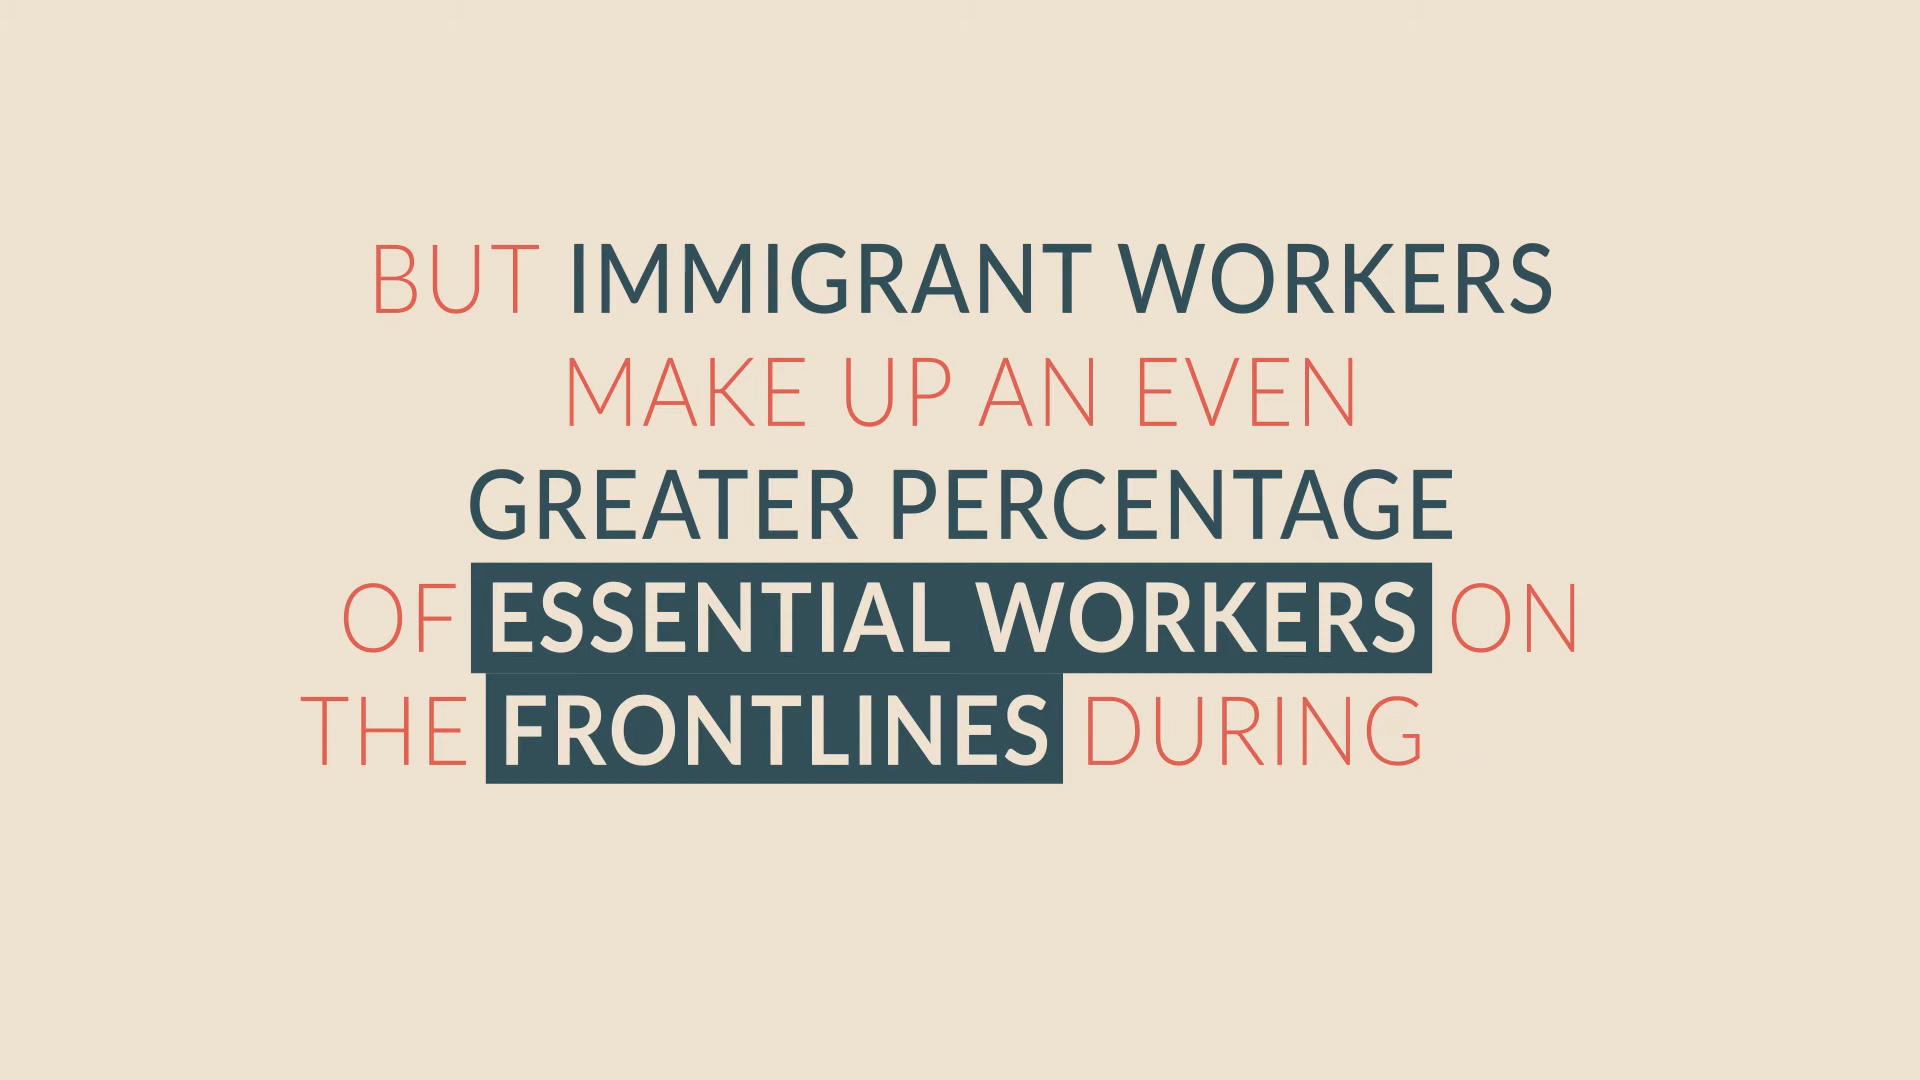 BUT IMMIGRANT WORKERS
MAKE UP AN EVEN
GREATER PERCENTAGE
OF ESSENTIAL WORKERS ON
THE FRONTLINES DURING